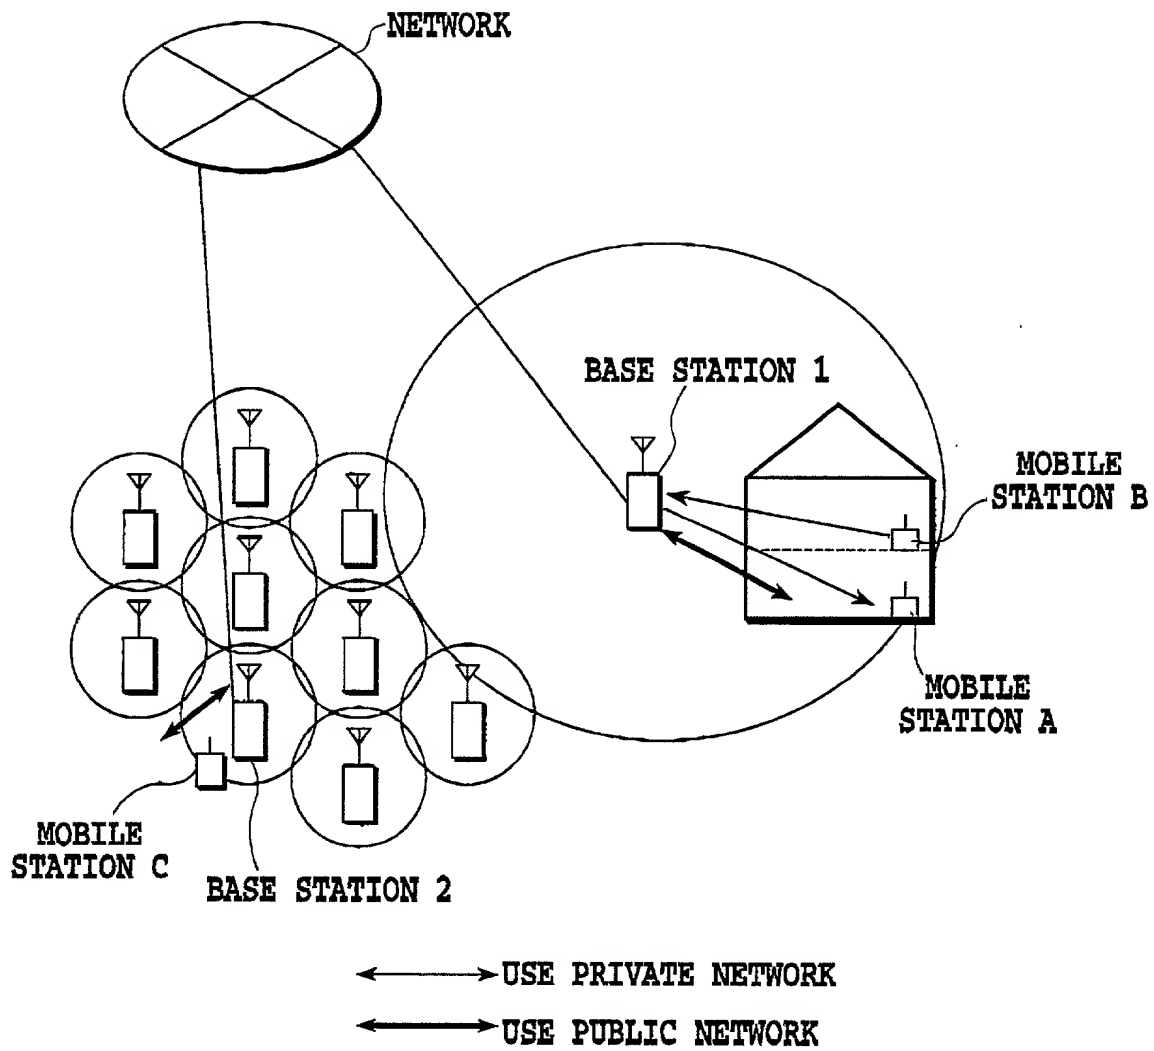 NETWORK
BASE STATION 1
MOBILE
STATION B
MOBILE
STATION A
MOBILE
STATION C
BASE STATION 2
USE PRIVATE NETWORK
USE PUBLIC NETWORK